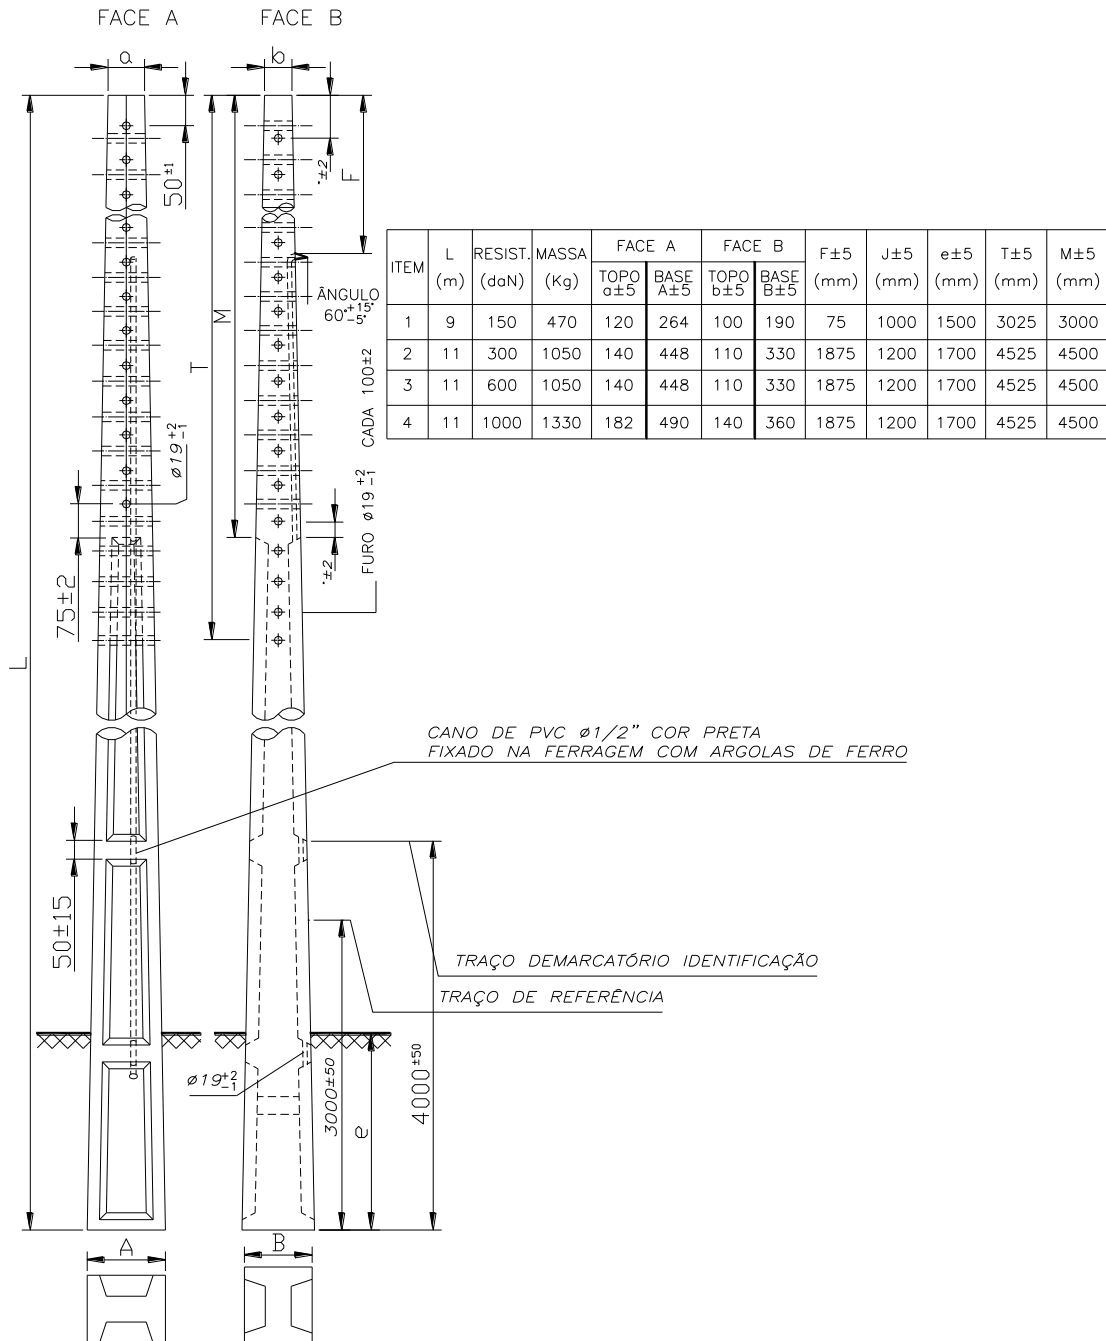 FACE A FACE B
a b
50±1
'±2
F
M
T
L
ÂNGULO
60°+15°-5°
CADA 100±2
FURO ø19 +2 -1
ø19 +2 -1
75±2
'±2
ITEM L (m) RESIST. (daN) MASSA (Kg) FACE A TOPO a±5 BASE A±5 FACE B TOPO b±5 BASE B±5 F±5 (mm) J±5 (mm) e±5 (mm) T±5 (mm) M±5 (mm)
1 9 150 470 120 264 100 190 75 1000 1500 3025 3000
2 11 300 1050 140 448 110 330 1875 1200 1700 4525 4500
3 11 600 1050 140 448 110 330 1875 1200 1700 4525 4500
4 11 1000 1330 182 490 140 360 1875 1200 1700 4525 4500
CANO DE PVC ø1/2" COR PRETA
FIXADO NA FERRAGEM COM ARGOLAS DE FERRO
50±15
TRAÇO DEMARCATÓRIO IDENTIFICAÇÃO
TRAÇO DE REFERÊNCIA
ø19+2-1
3000±50
e
4000±50
A B